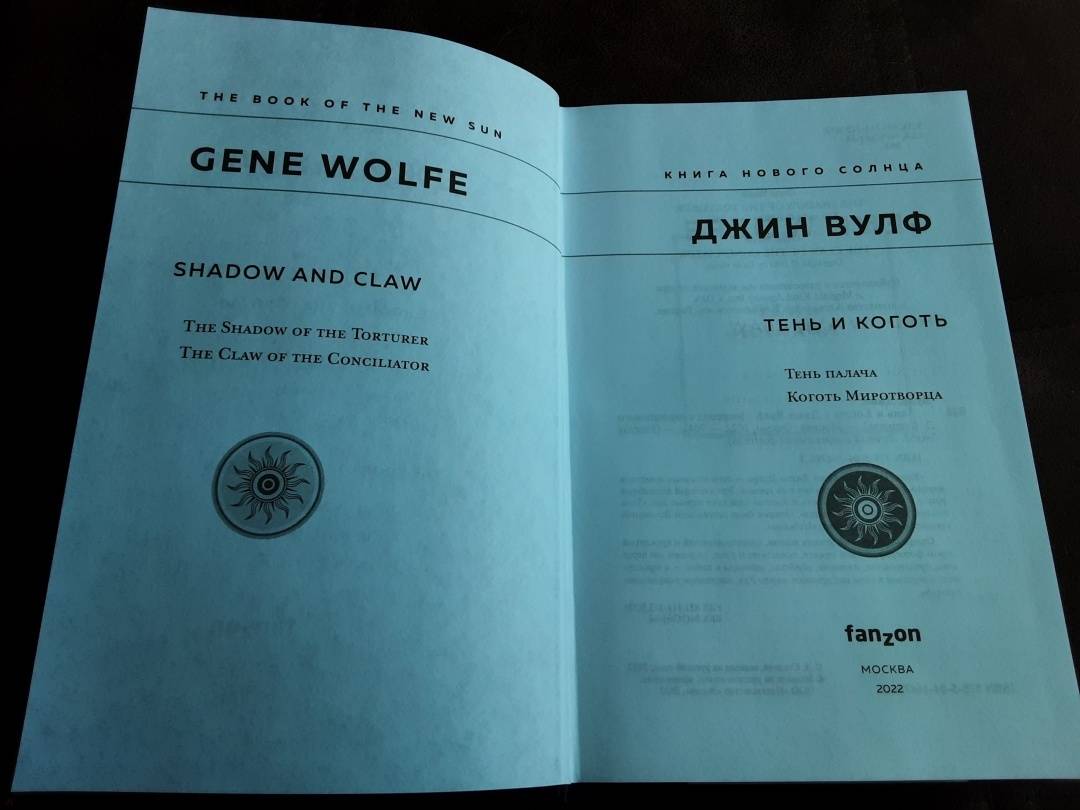 THE BOOK OF THE NEW SUN
GENE WOLFE
SHADOW AND CLAW
THE SHADOW OF THE TORTURER
THE CLAW OF THE CONCILIATOR
КНИГА НОВОГО СОЛНЦА
ДЖИН ВУЛФ
ТЕНЬ И КОГОТЬ
ТЕНЬ ПАЛАЧА
КОГОТЬ МИРОТВОРЦА
fanzon
МОСКВА
2022